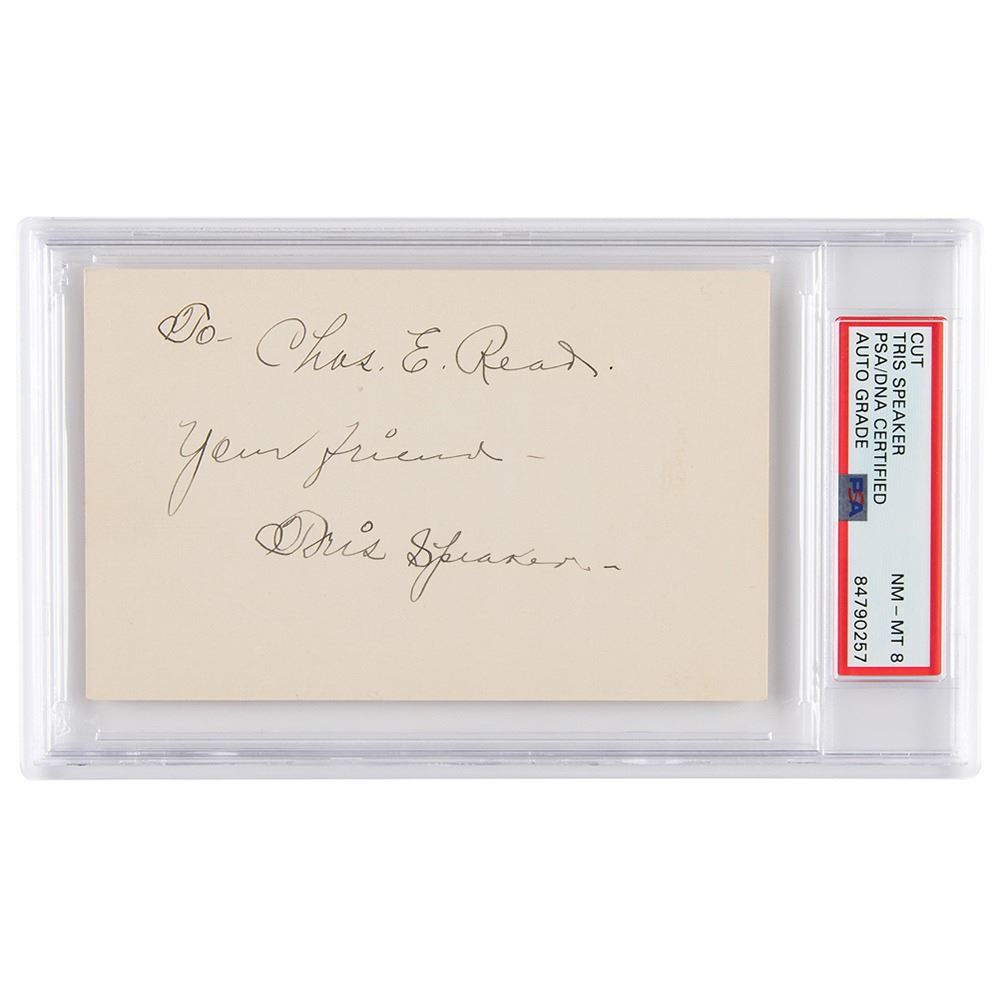 To- Chas. E. Read.
Your friend -
Tris Speaker. -
CUT
TRIS SPEAKER
PSA/DNA CERTIFIED
AUTO GRADE
PSA
NM - MT 8
84790257